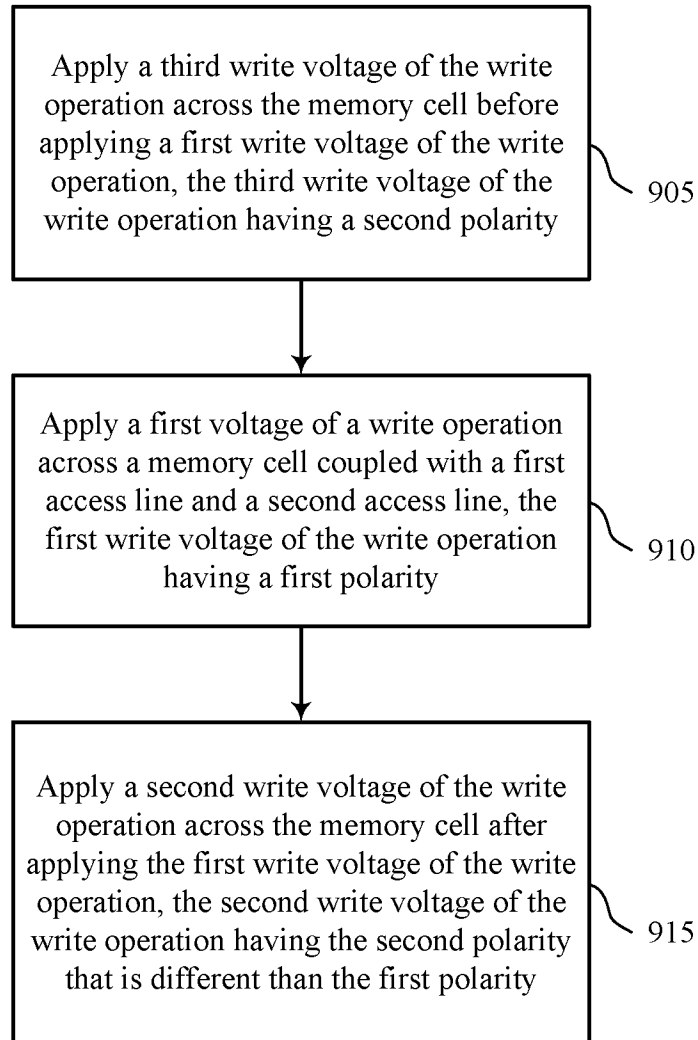 Apply a third write voltage of the write
operation across the memory cell before
applying a first write voltage of the write
operation, the third write voltage of the
write operation having a second polarity
905
Apply a first voltage of a write operation
across a memory cell coupled with a first
access line and a second access line, the
first write voltage of the write operation
having a first polarity
910
Apply a second write voltage of the write
operation across the memory cell after
applying the first write voltage of the write
operation, the second write voltage of the
write operation having the second polarity
that is different than the first polarity
915